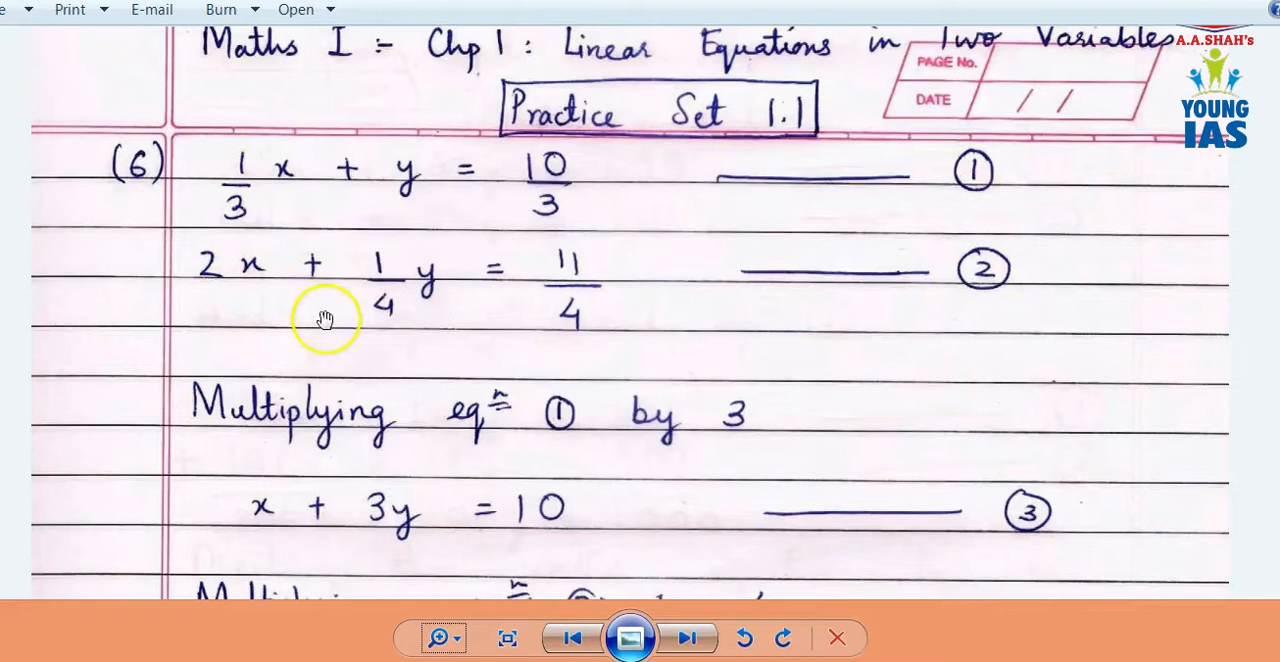 Print E-mail Burn Open
Maths I :- Chp 1 : Linear Equations in Two Variables
A.A.SHAH's
PAGE No.
DATE / /
YOUNG
IAS
Practice Set 1.1
(6) 1/3 x + y = 10/3 ——— ①
2x + 1/4 y = 11/4 ——— ②
Multiplying eqⁿ ① by 3
x + 3y = 10 ——— ③